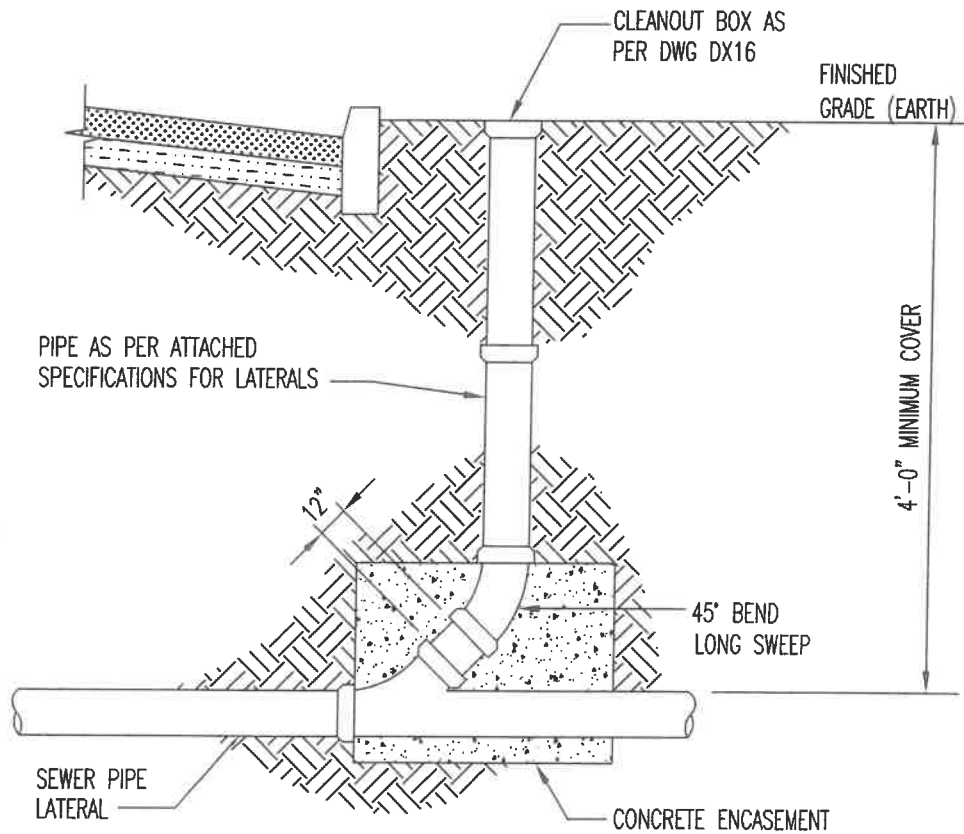 CLEANOUT BOX AS
PER DWG DX16
FINISHED
GRADE (EARTH)
PIPE AS PER ATTACHED
SPECIFICATIONS FOR LATERALS
4'-0" MINIMUM COVER
12"
45° BEND
LONG SWEEP
SEWER PIPE
LATERAL
CONCRETE ENCASEMENT